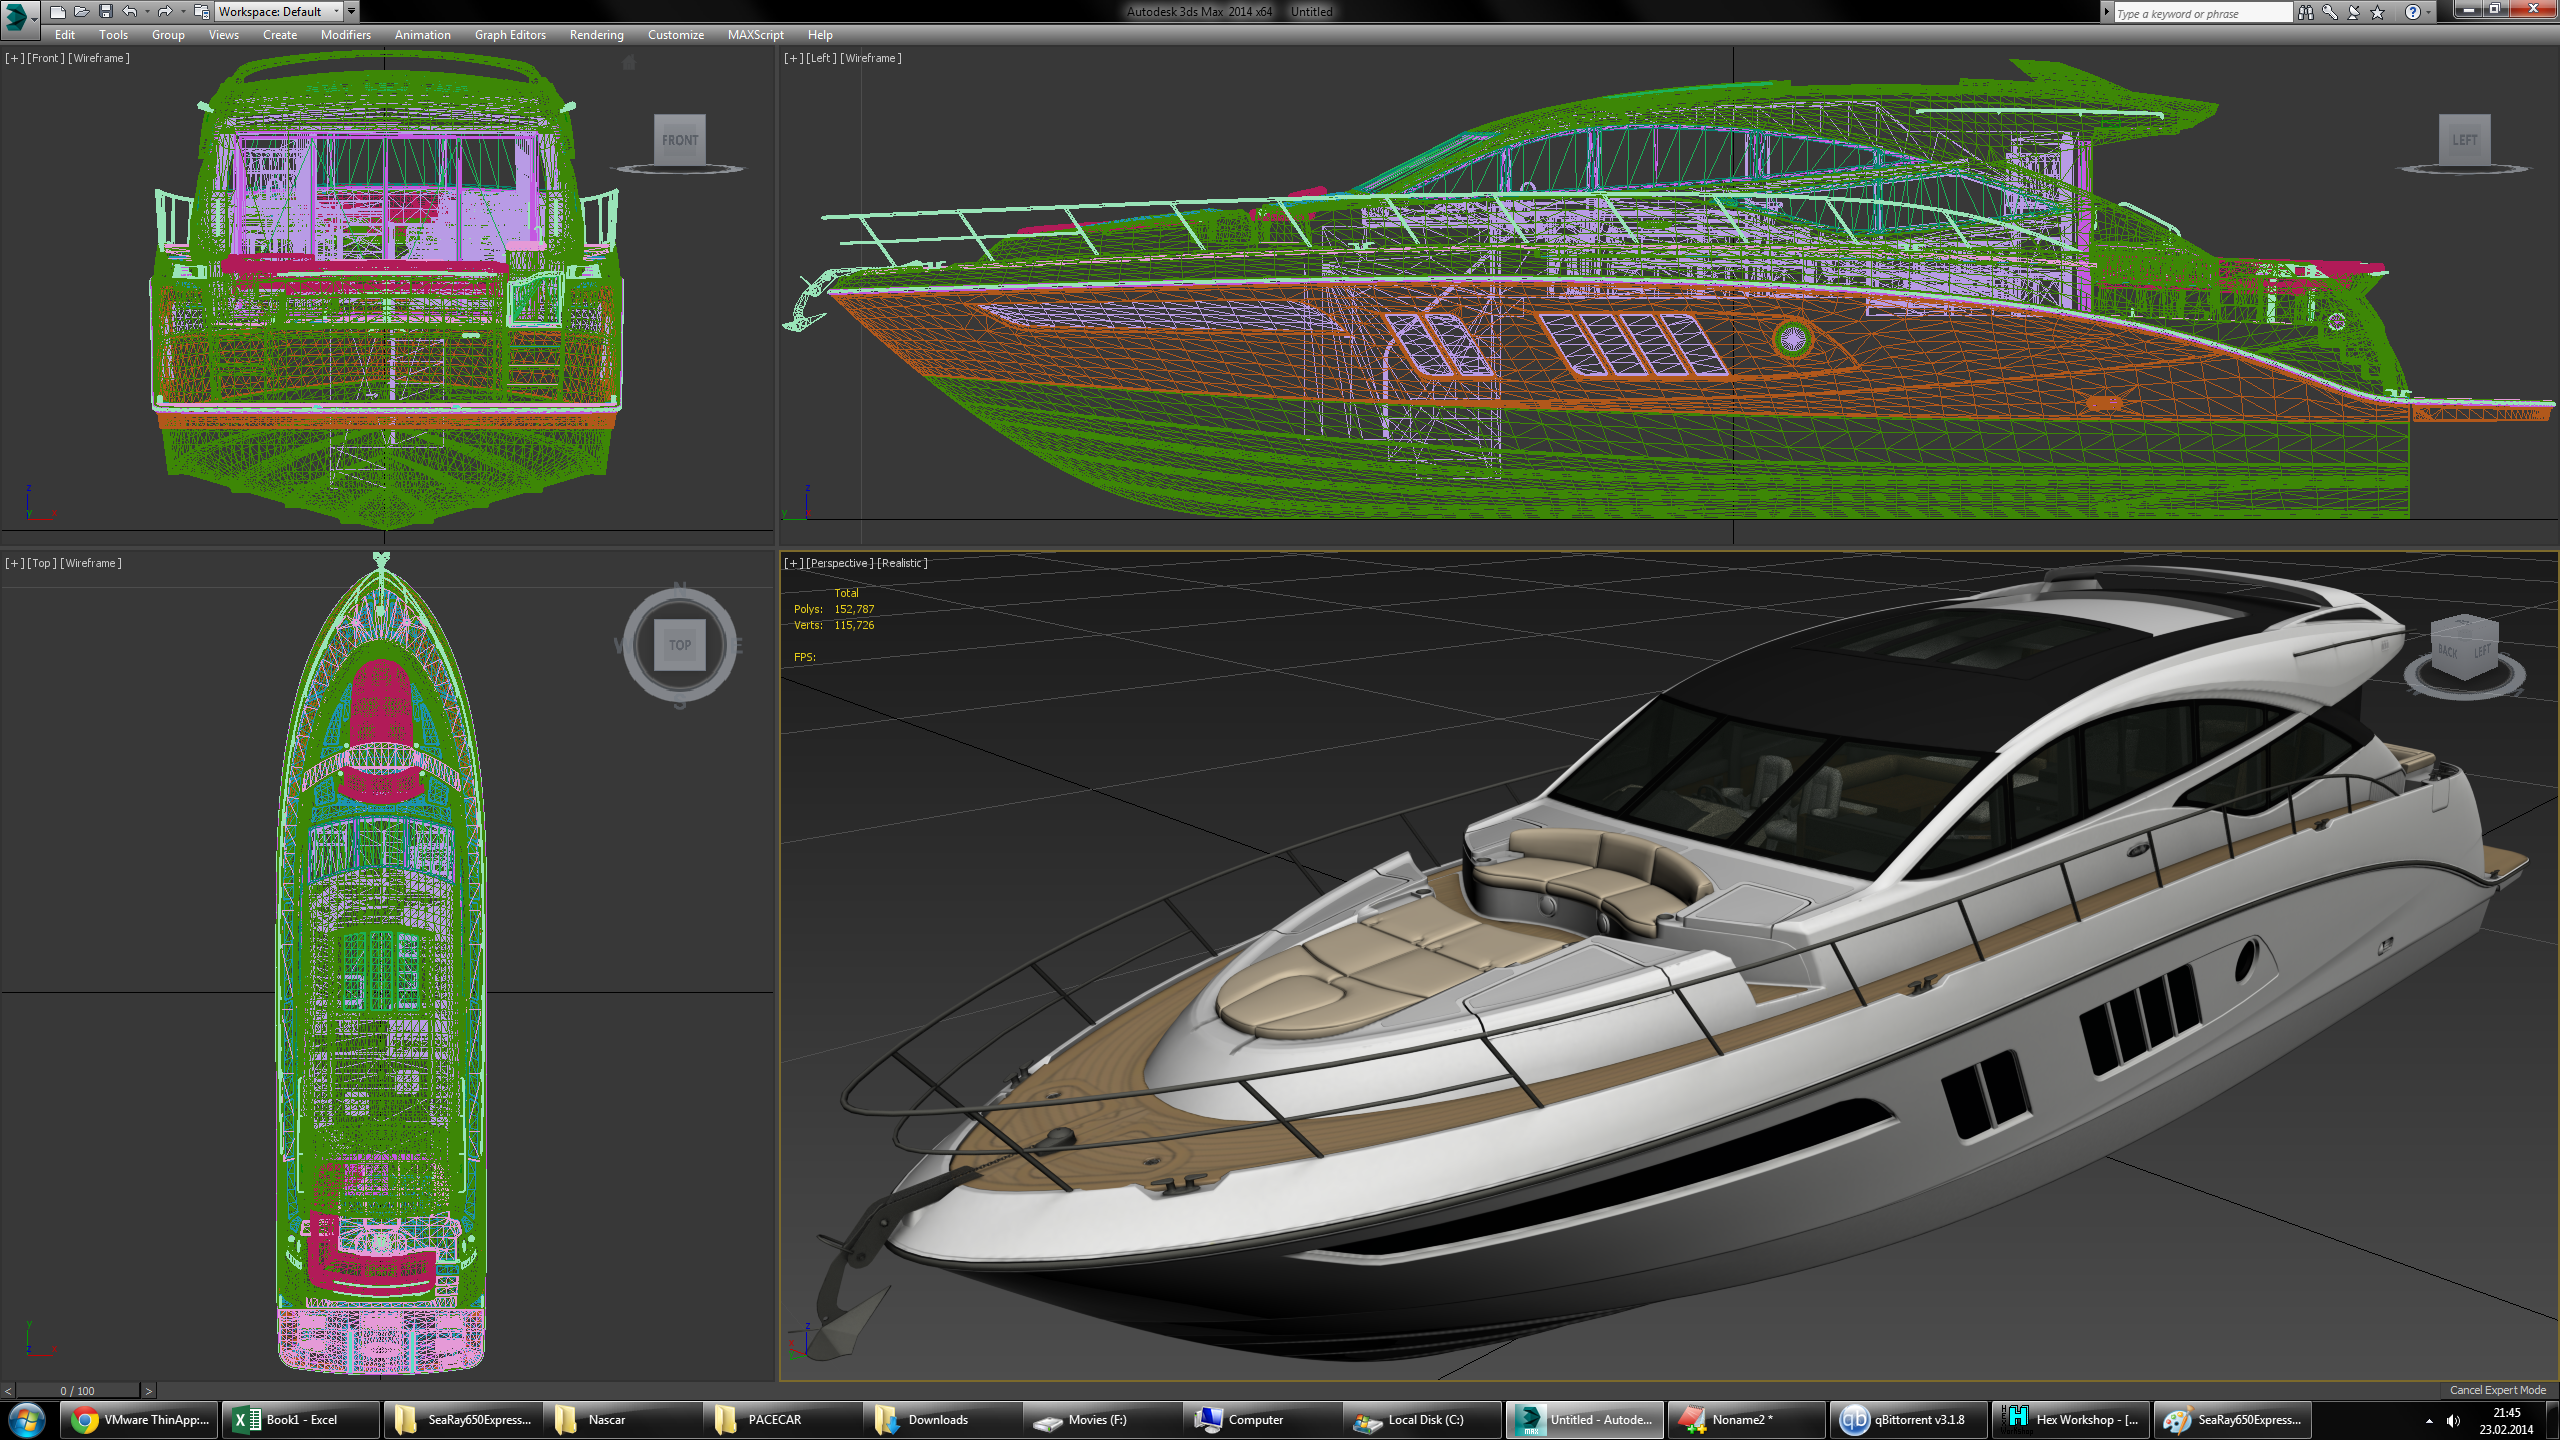 Workspace: Default
Autodesk 3ds Max 2014 x64 Untitled
Type a keyword or phrase
Edit Tools Group Views Create Modifiers Animation Graph Editors Rendering Customize MAXScript Help
[+][Front][Wireframe]
FRONT
[+][Left][Wireframe]
LEFT
z
y
z
y
[+][Top][Wireframe]
N
E
S
TOP
y
z
[+][Perspective][Realistic]
Total
Polys: 152,787
Verts: 115,726
FPS:
BACK
LEFT
z
< 0 / 100 >
Cancel Expert Mode
VMware ThinApp:...
Book1 - Excel
SeaRay650Express...
Nascar
PACECAR
Downloads
Movies (F:)
Computer
Local Disk (C:)
Untitled - Autode...
Noname2 *
qBittorrent v3.1.8
Hex Workshop - [...
SeaRay650Express...
21:45
23.02.2014